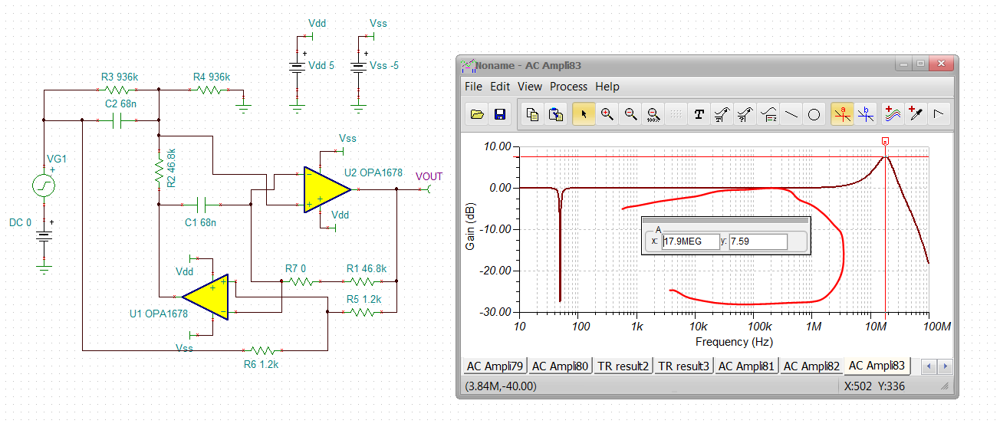 Vdd
Vss
+
Vdd 5
+
Vss -5
R3 936k
R4 936k
C2 68n
VG1
+
R2 46.8k
Vss
U2 OPA1678
VOUT
−
+
+
C1 68n
Vdd
DC 0
+
Vdd
R7 0
R1 46.8k
+
+
−
R5 1.2k
U1 OPA1678
Vss
R6 1.2k
Noname - AC Ampli83
File Edit View Process Help
100%
T
a
b
a
10.00
0.00
-10.00
-20.00
-30.00
Gain (dB)
A
x: 17.9MEG y: 7.59
10 100 1k 10k 100k 1M 10M 100M
Frequency (Hz)
AC Ampli79 AC Ampli80 TR result2 TR result3 AC Ampli81 AC Ampli82 AC Ampli83
(3.84M,-40.00) X:502 Y:336